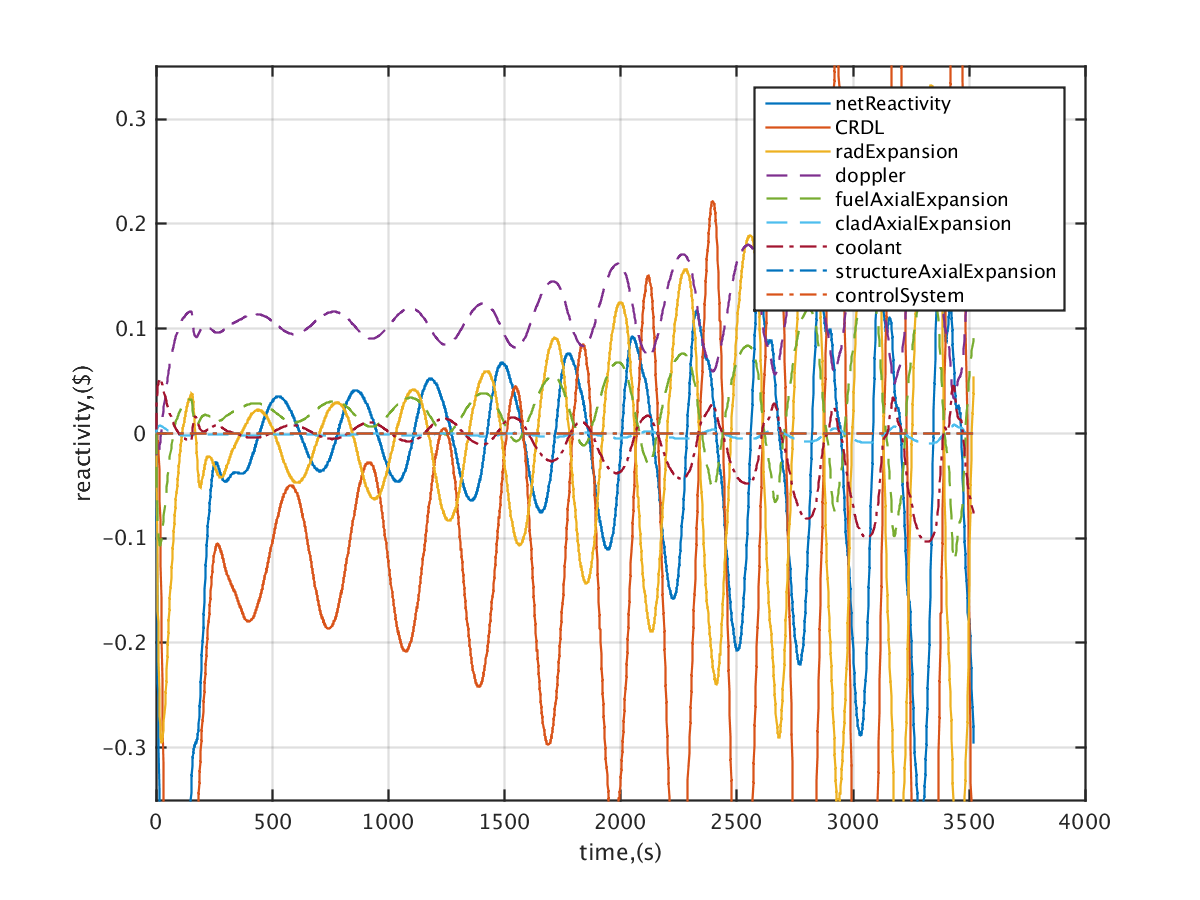 reactivity,($)
0.3
0.2
0.1
0
−0.1
−0.2
−0.3
netReactivity
CRDL
radExpansion
doppler
fuelAxialExpansion
cladAxialExpansion
coolant
structureAxialExpansion
controlSystem
0 500 1000 1500 2000 2500 3000 3500 4000
time,(s)